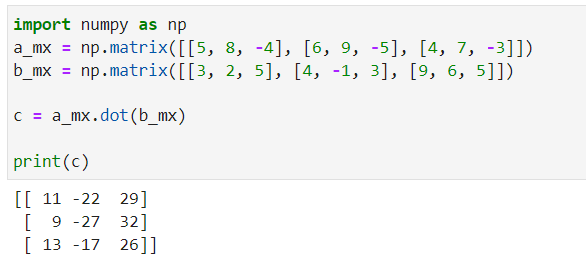 import numpy as np
a_mx = np.matrix([[5, 8, -4], [6, 9, -5], [4, 7, -3]])
b_mx = np.matrix([[3, 2, 5], [4, -1, 3], [9, 6, 5]])
c = a_mx.dot(b_mx)
print(c)
[[ 11 -22  29]
 [  9 -27  32]
 [ 13 -17  26]]